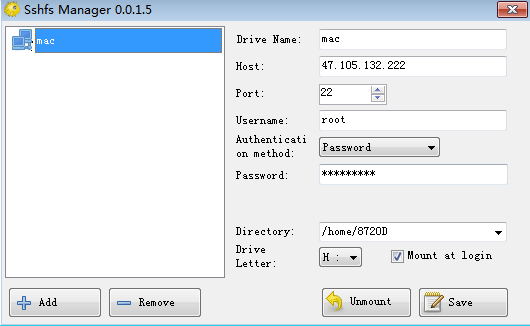 Sshfs Manager 0.0.1.5
mac
Drive Name: mac
Host: 47.105.132.222
Port: 22
Username: root
Authenticati
on method: Password
Password: *********
Directory: /home/8720D
Drive
Letter: H : Mount at login
Add Remove Unmount Save